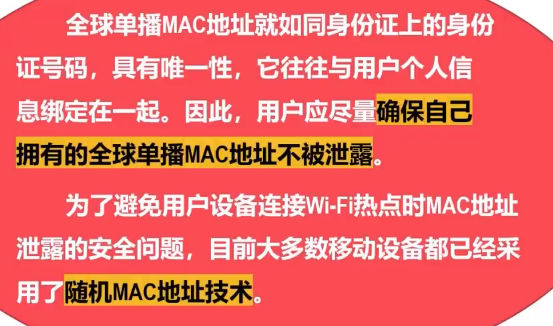 全球单播MAC地址就如同身份证上的身份
证号码，具有唯一性，它往往与用户个人信
息绑定在一起。因此，用户应尽量确保自己
拥有的全球单播MAC地址不被泄露。
为了避免用户设备连接Wi-Fi热点时MAC地址
泄露的安全问题，目前大多数移动设备都已经采
用了随机MAC地址技术。